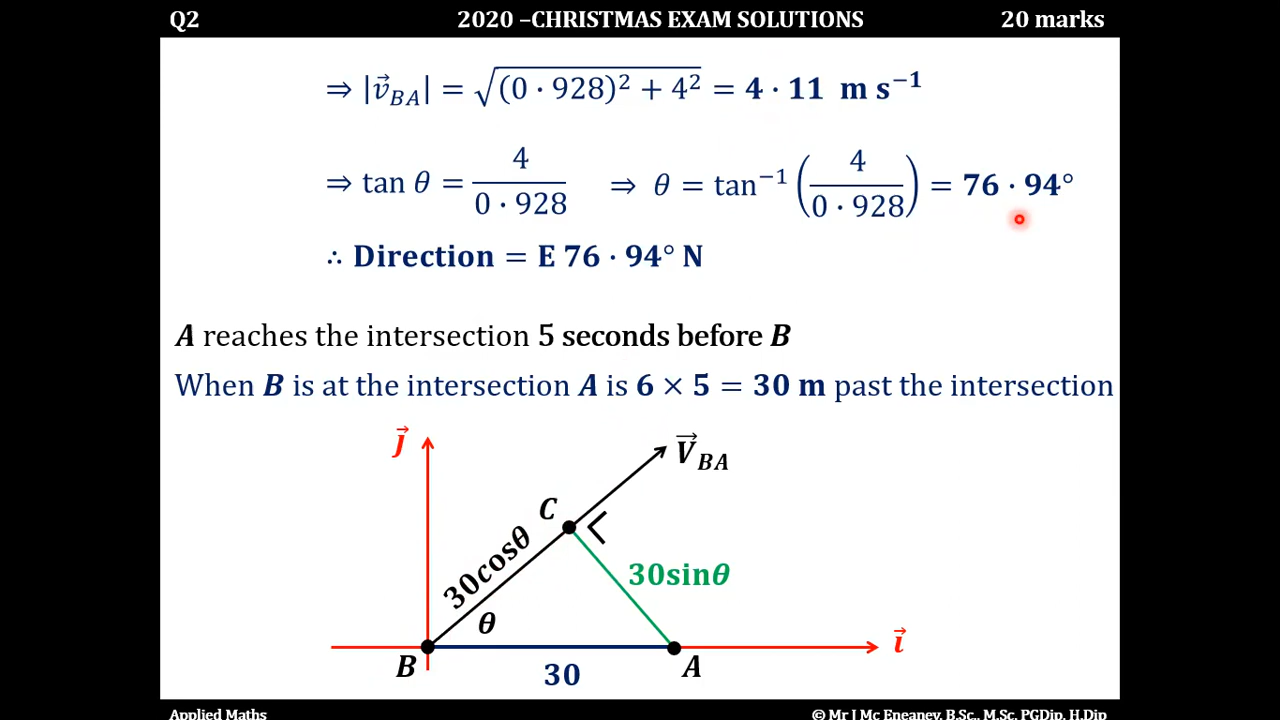 Q2 2020 –CHRISTMAS EXAM SOLUTIONS 20 marks
⇒ |v⃗_BA| = √((0·928)² + 4²) = 4·11 m s⁻¹
⇒ tan θ = 4/(0·928) ⇒ θ = tan⁻¹(4/(0·928)) = 76·94°
∴ Direction = E 76·94° N
A reaches the intersection 5 seconds before B
When B is at the intersection A is 6 × 5 = 30 m past the intersection
j⃗
V⃗_BA
C
30cosθ
30sinθ
θ
i⃗
B
30
A
Applied Maths © Mr J Mc Eneaney, B.Sc., M.Sc, PGDip, H.Dip